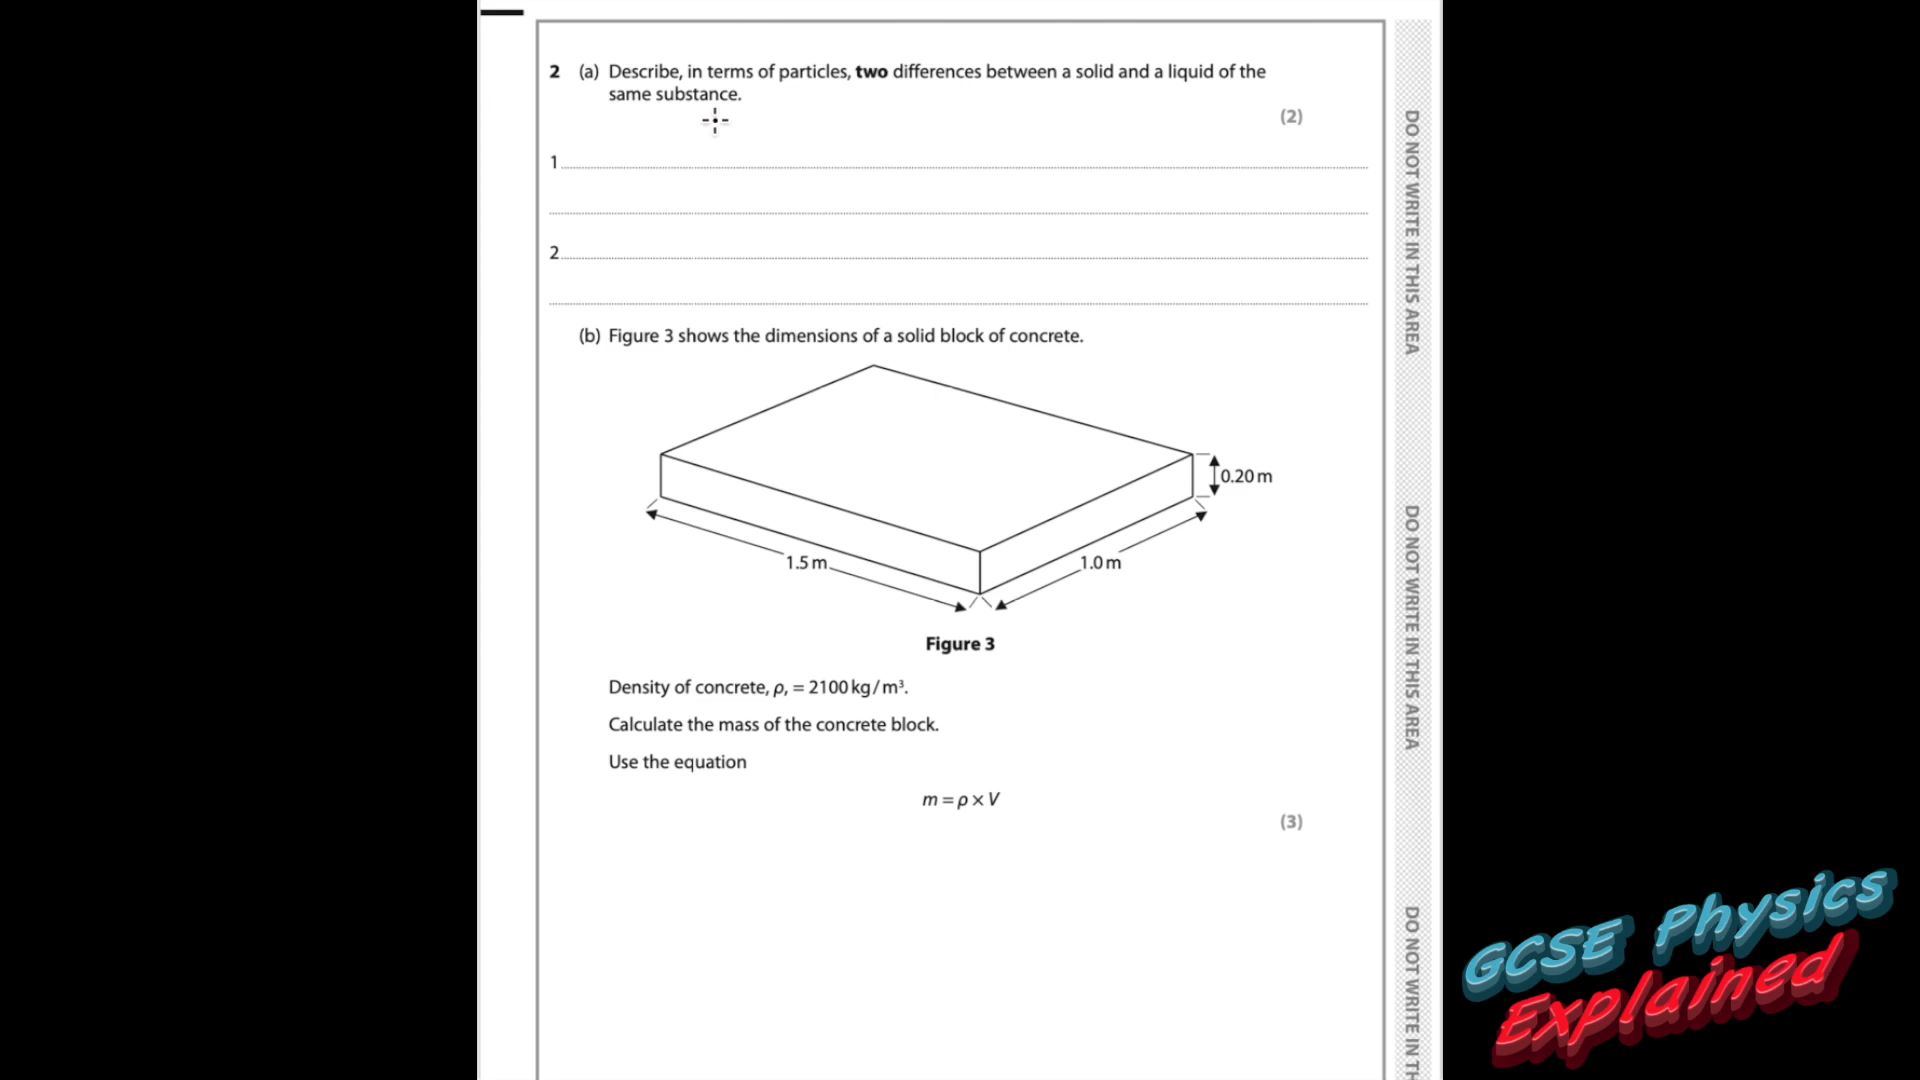 2 (a) Describe, in terms of particles, two differences between a solid and a liquid of the
same substance.
(2)
1
2
(b) Figure 3 shows the dimensions of a solid block of concrete.
0.20 m
1.5 m
1.0 m
Figure 3
Density of concrete, ρ, = 2100 kg / m³.
Calculate the mass of the concrete block.
Use the equation
m = ρ × V
(3)
DO NOT WRITE IN THIS AREA
DO NOT WRITE IN THIS AREA
DO NOT WRITE IN TH
GCSE Physics
Explained